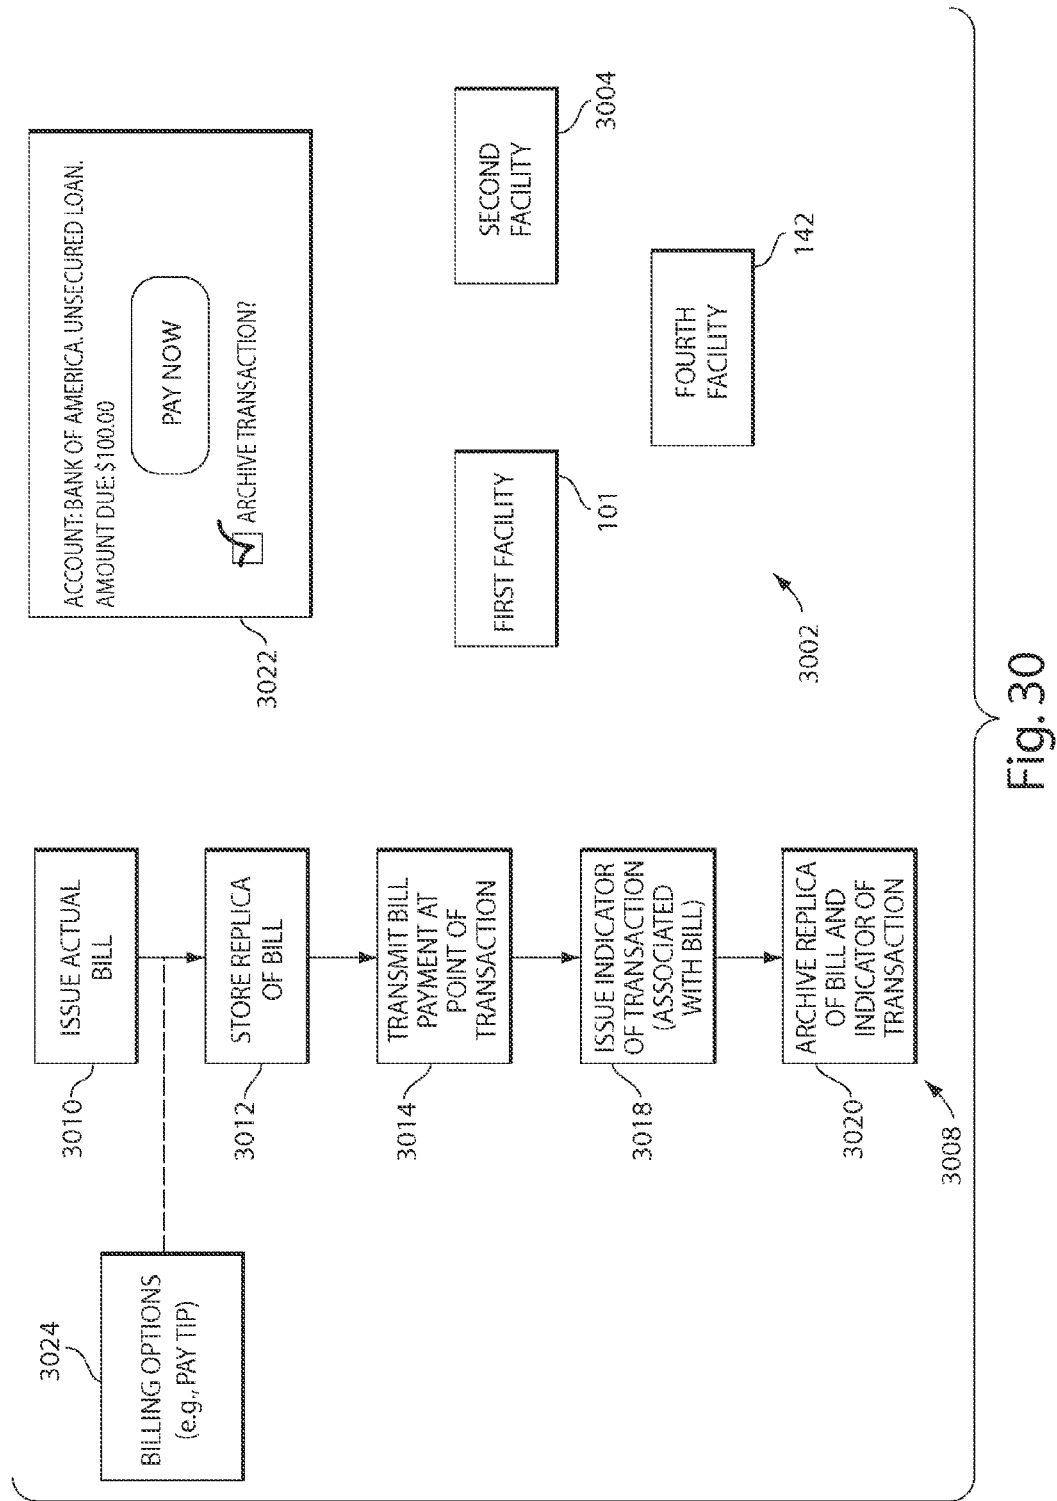 3024
BILLING OPTIONS
(e.g., PAY TIP)
3010
ISSUE ACTUAL
BILL
3012
STORE REPLICA
OF BILL
3014
TRANSMIT BILL
PAYMENT AT
POINT OF
TRANSACTION
3018
ISSUE INDICATOR
OF TRANSACTION
(ASSOCIATED
WITH BILL)
3020
ARCHIVE REPLICA
OF BILL AND
INDICATOR OF
TRANSACTION
3008
3022
ACCOUNT: BANK OF AMERICA. UNSECURED LOAN.
AMOUNT DUE: $100.00
PAY NOW
ARCHIVE TRANSACTION?
FIRST FACILITY
101
SECOND
FACILITY
3004
FOURTH
FACILITY
142
3002
Fig. 30